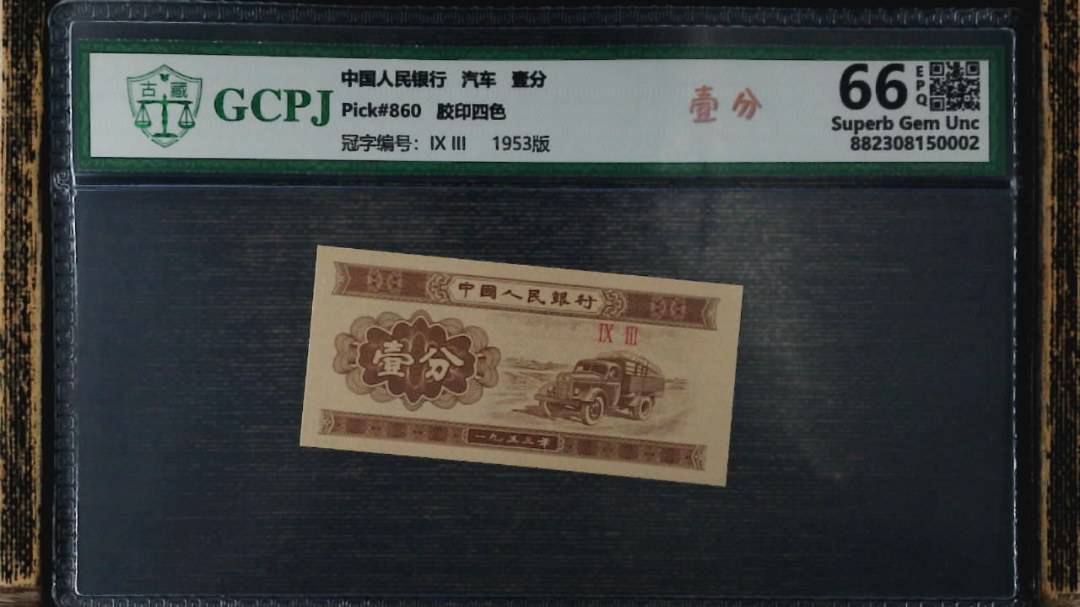 古 藏
GCPJ
中国人民银行 汽车 壹分
Pick#860 胶印四色
冠字编号：IX III 1953版
壹分
66 EPQ
Superb Gem Unc
882308150002
中國人民銀行
IX III
壹分
一九五三年